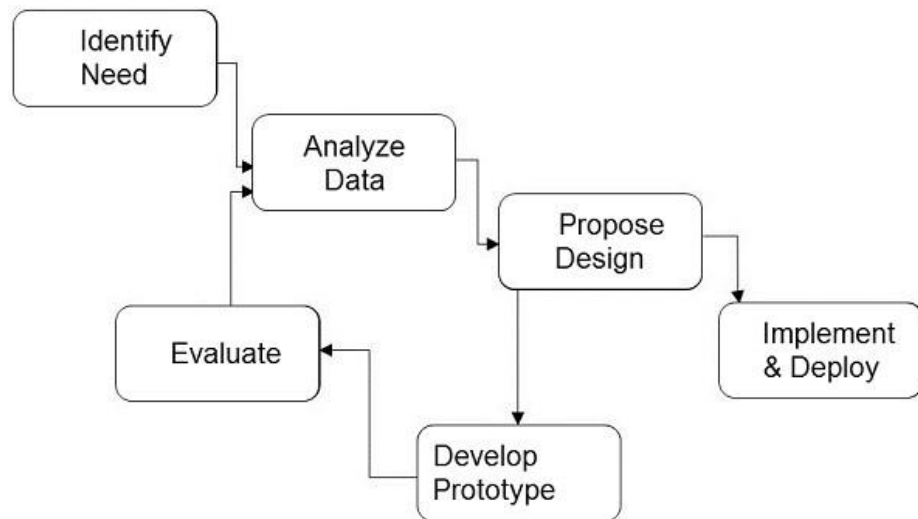 Identify
Need
Analyze
Data
Propose
Design
Implement
& Deploy
Evaluate
Develop
Prototype